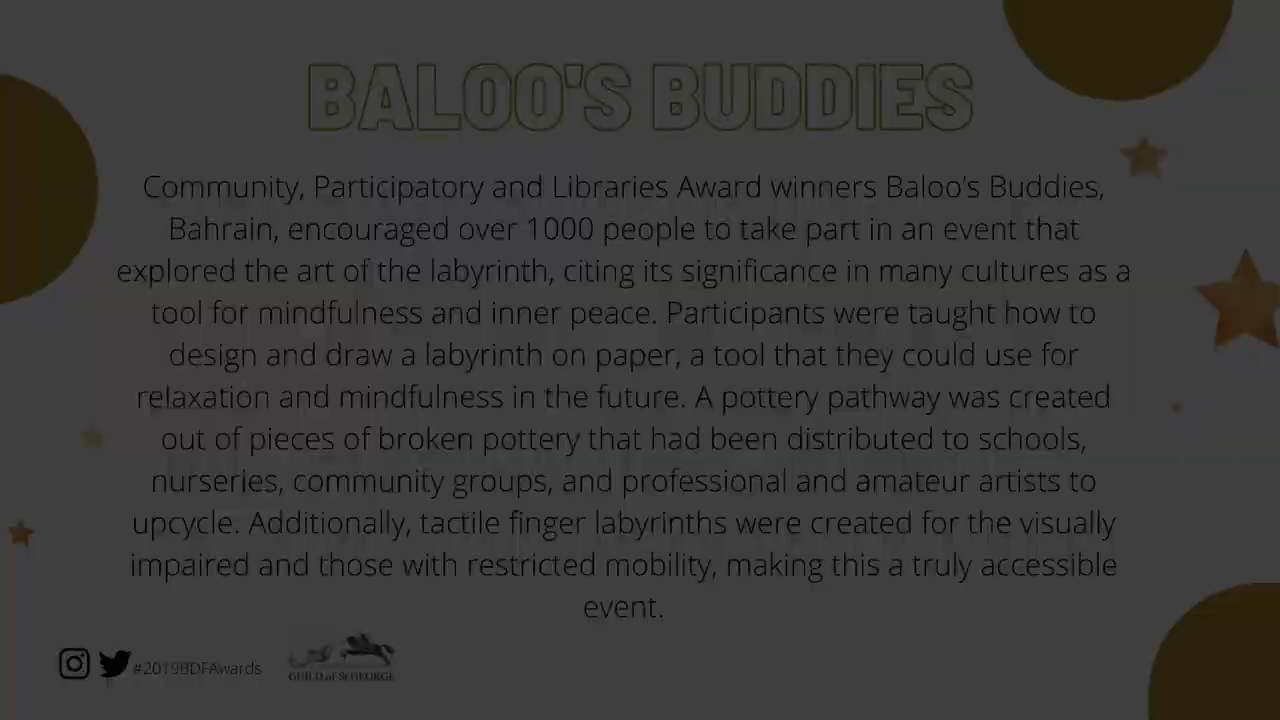 BALOO'S BUDDIES
Community, Participatory and Libraries Award winners Baloo's Buddies,
Bahrain, encouraged over 1000 people to take part in an event that
explored the art of the labyrinth, citing its significance in many cultures as a
tool for mindfulness and inner peace. Participants were taught how to
design and draw a labyrinth on paper, a tool that they could use for
relaxation and mindfulness in the future. A pottery pathway was created
out of pieces of broken pottery that had been distributed to schools,
nurseries, community groups, and professional and amateur artists to
upcycle. Additionally, tactile finger labyrinths were created for the visually
impaired and those with restricted mobility, making this a truly accessible
event.
#2019BDFAwards
GUILD of St GEORGE